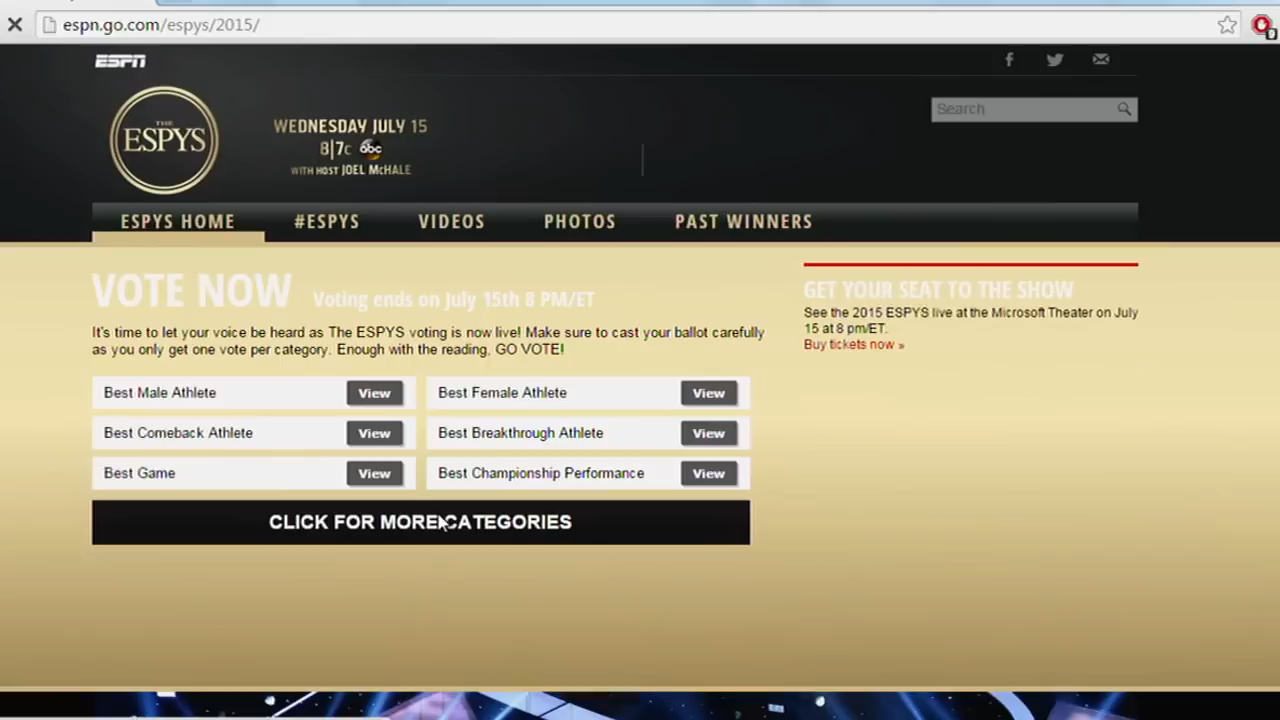 espn.go.com/espys/2015/
ESPN
THE
ESPYS
WEDNESDAY JULY 15
8|7c abc
WITH HOST JOEL McHALE
Search
ESPYS HOME
#ESPYS
VIDEOS
PHOTOS
PAST WINNERS
VOTE NOW Voting ends on July 15th 8 PM/ET
It's time to let your voice be heard as The ESPYS voting is now live! Make sure to cast your ballot carefully
as you only get one vote per category. Enough with the reading, GO VOTE!
Best Male Athlete View
Best Female Athlete View
Best Comeback Athlete View
Best Breakthrough Athlete View
Best Game View
Best Championship Performance View
CLICK FOR MORE CATEGORIES
GET YOUR SEAT TO THE SHOW
See the 2015 ESPYS live at the Microsoft Theater on July
15 at 8 pm/ET.
Buy tickets now »